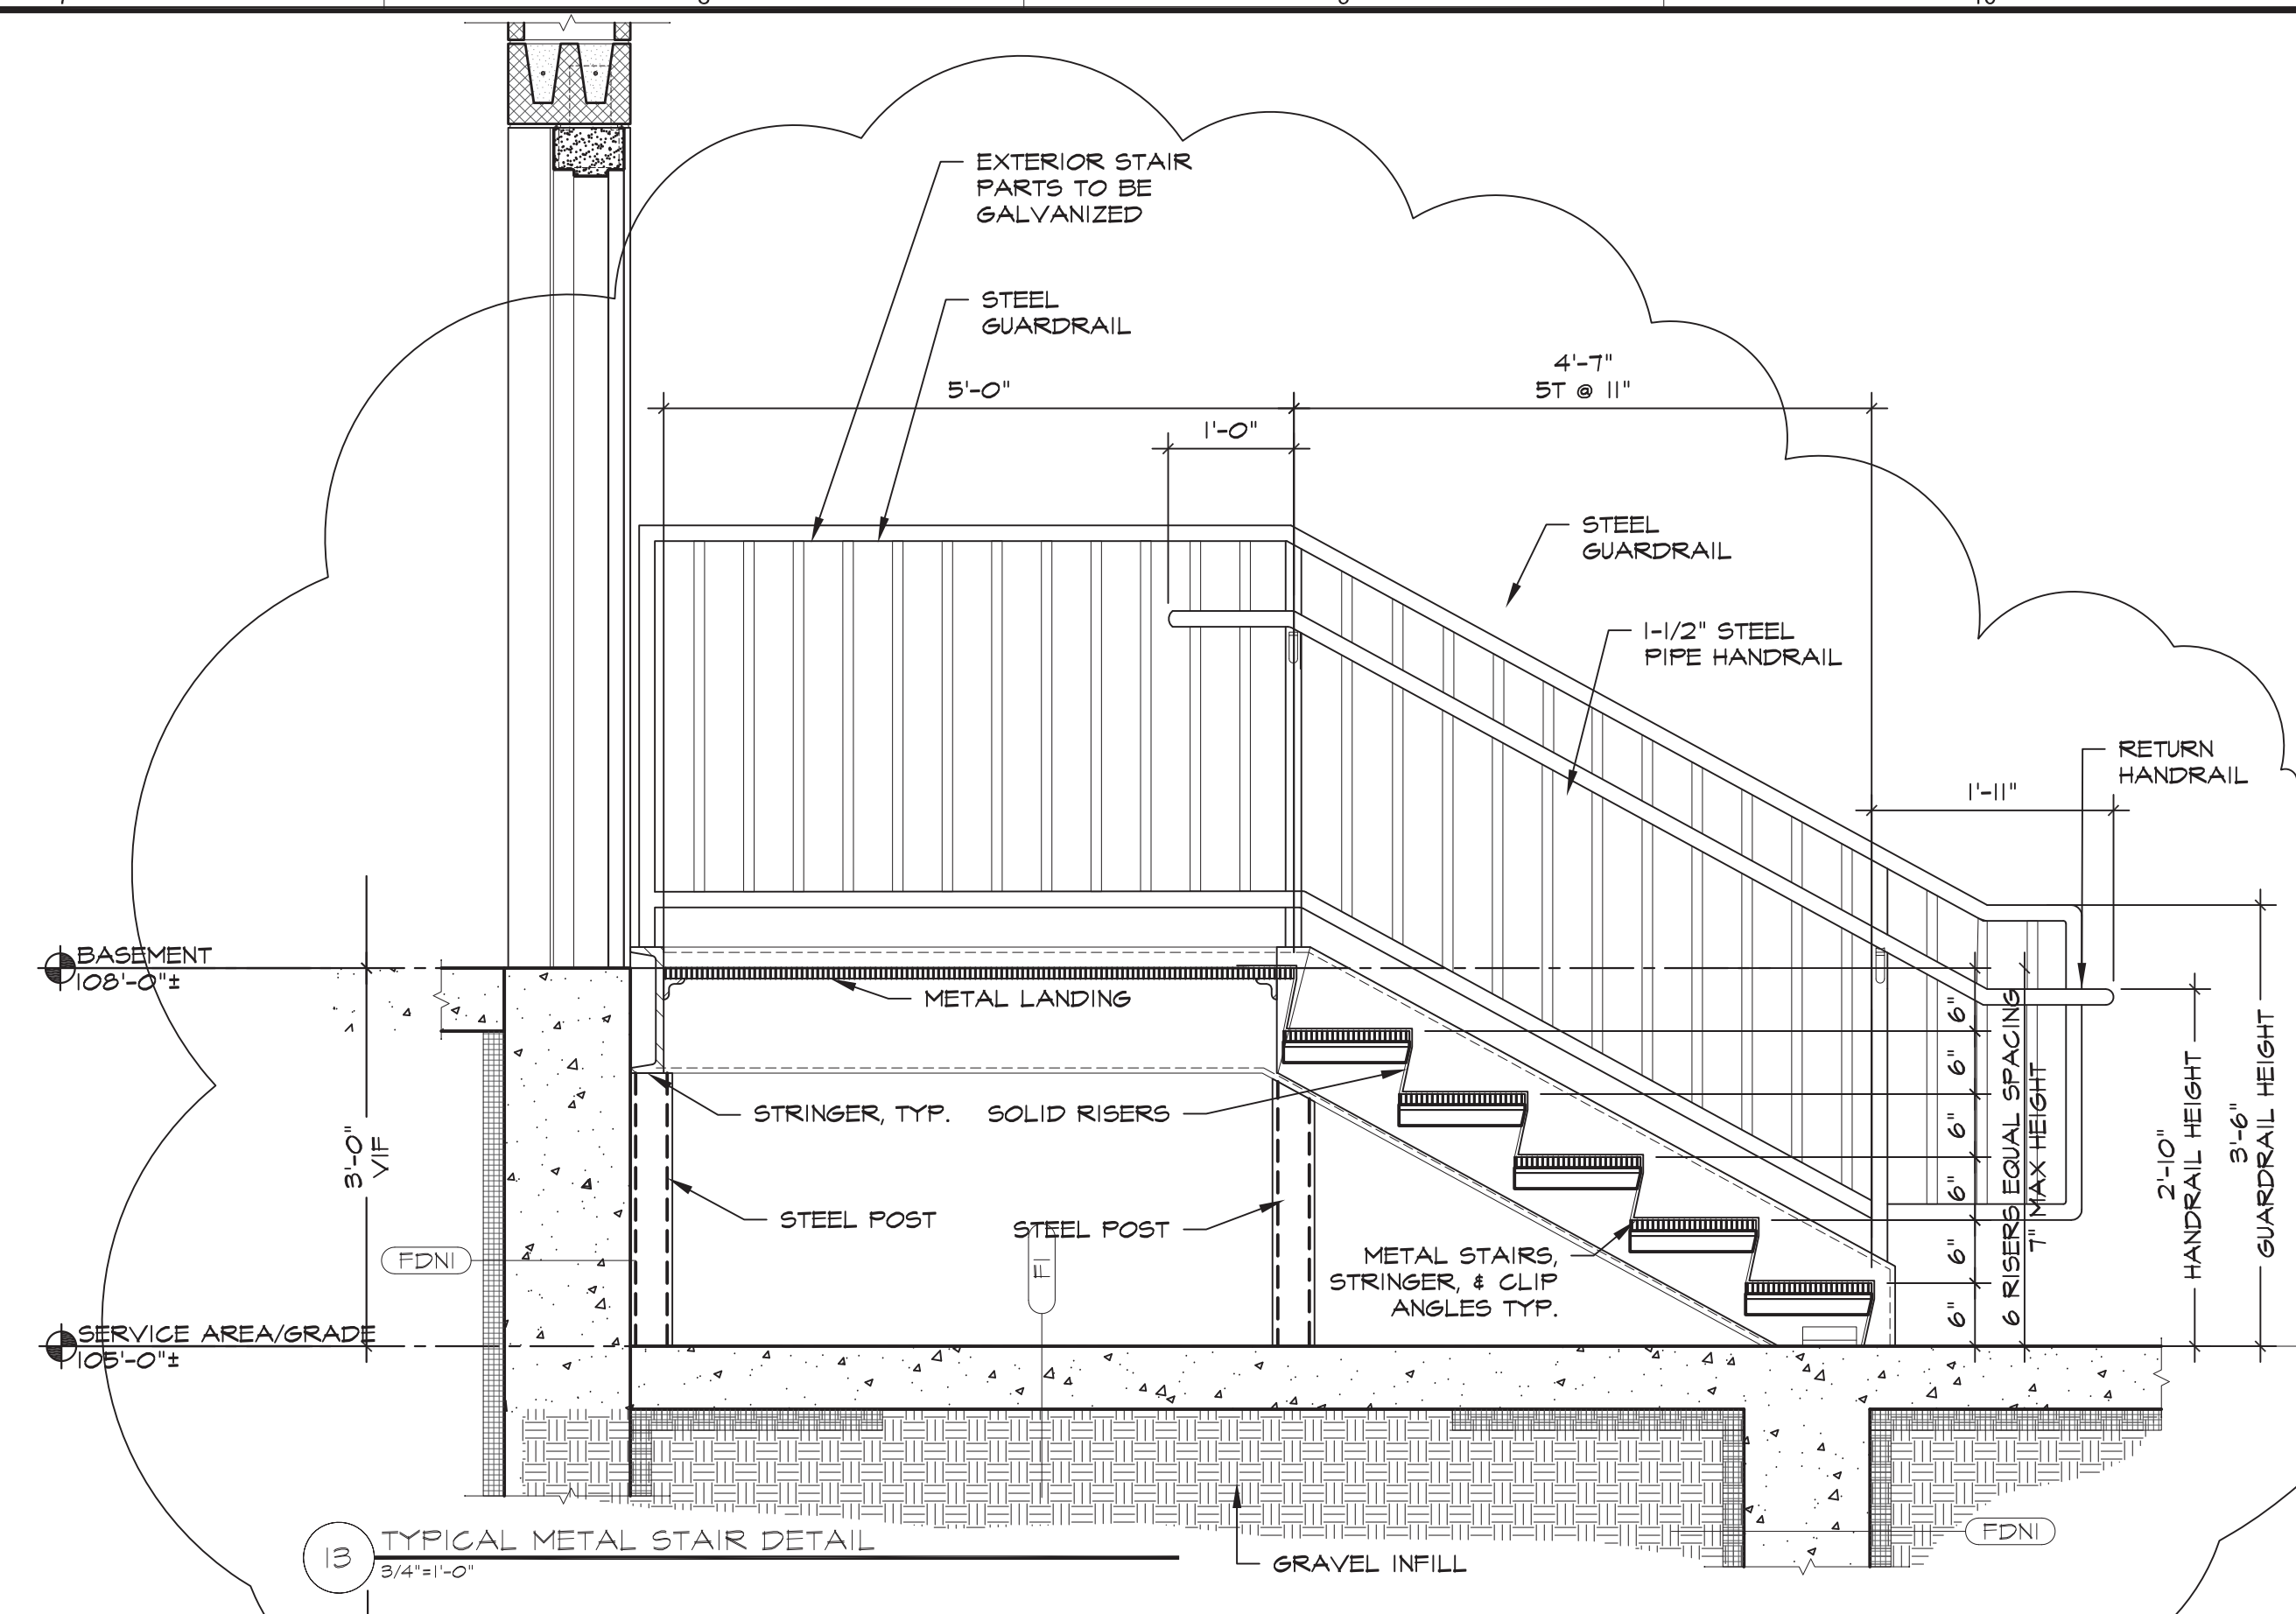 EXTERIOR STAIR
PARTS TO BE
GALVANIZED
STEEL
GUARDRAIL
5'-0"
4'-7"
5T @ 11"
1'-0"
STEEL
GUARDRAIL
1-1/2" STEEL
PIPE HANDRAIL
RETURN
HANDRAIL
1'-11"
BASEMENT
108'-0"±
METAL LANDING
STRINGER, TYP.
SOLID RISERS
3'-0"
VIF
STEEL POST
STEEL POST
FDN1
METAL STAIRS,
STRINGER, & CLIP
ANGLES TYP.
6"
6"
6"
6"
6"
6"
6 RISERS EQUAL SPACING
7" MAX HEIGHT
2'-10"
HANDRAIL HEIGHT
3'-6"
GUARDRAIL HEIGHT
SERVICE AREA/GRADE
105'-0"±
FDN1
GRAVEL INFILL
13
TYPICAL METAL STAIR DETAIL
3/4"=1'-0"